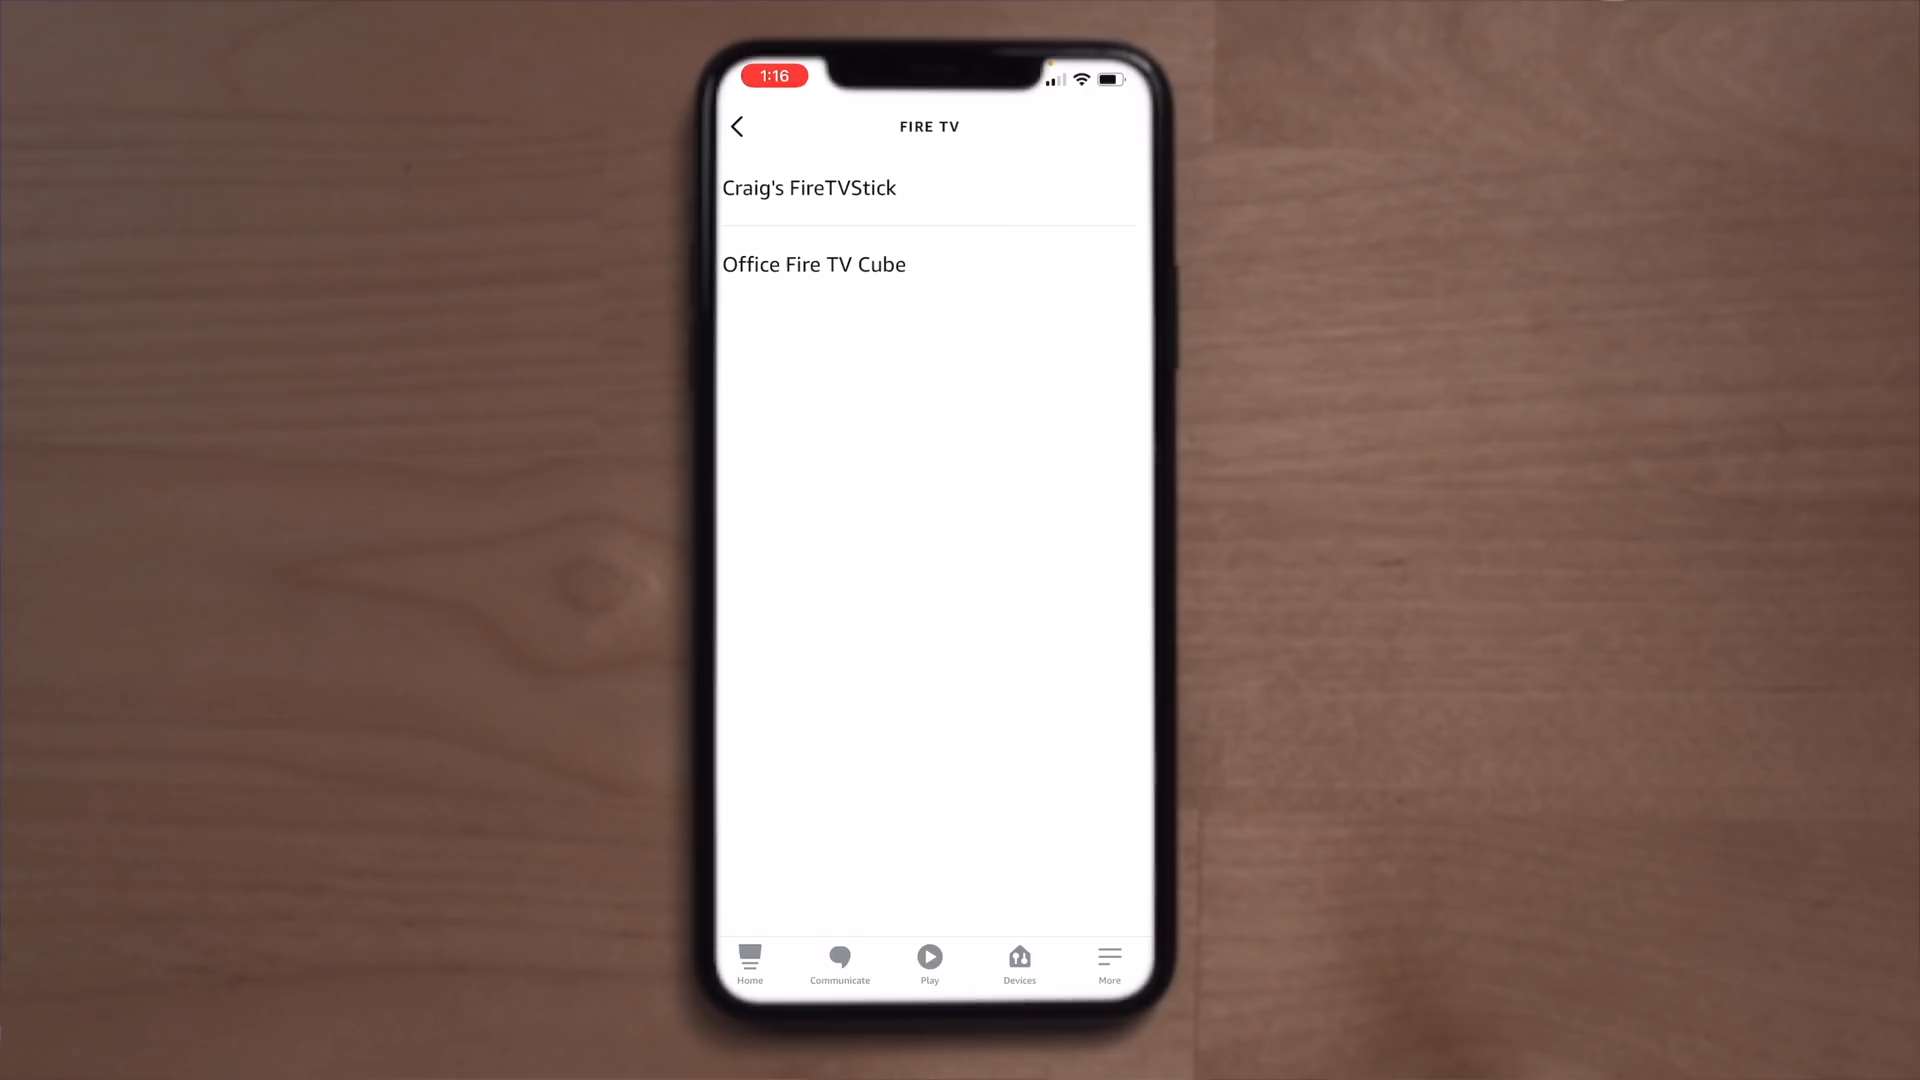 1:16
FIRE TV
Craig's FireTVStick
Office Fire TV Cube
Home
Communicate
Play
Devices
More